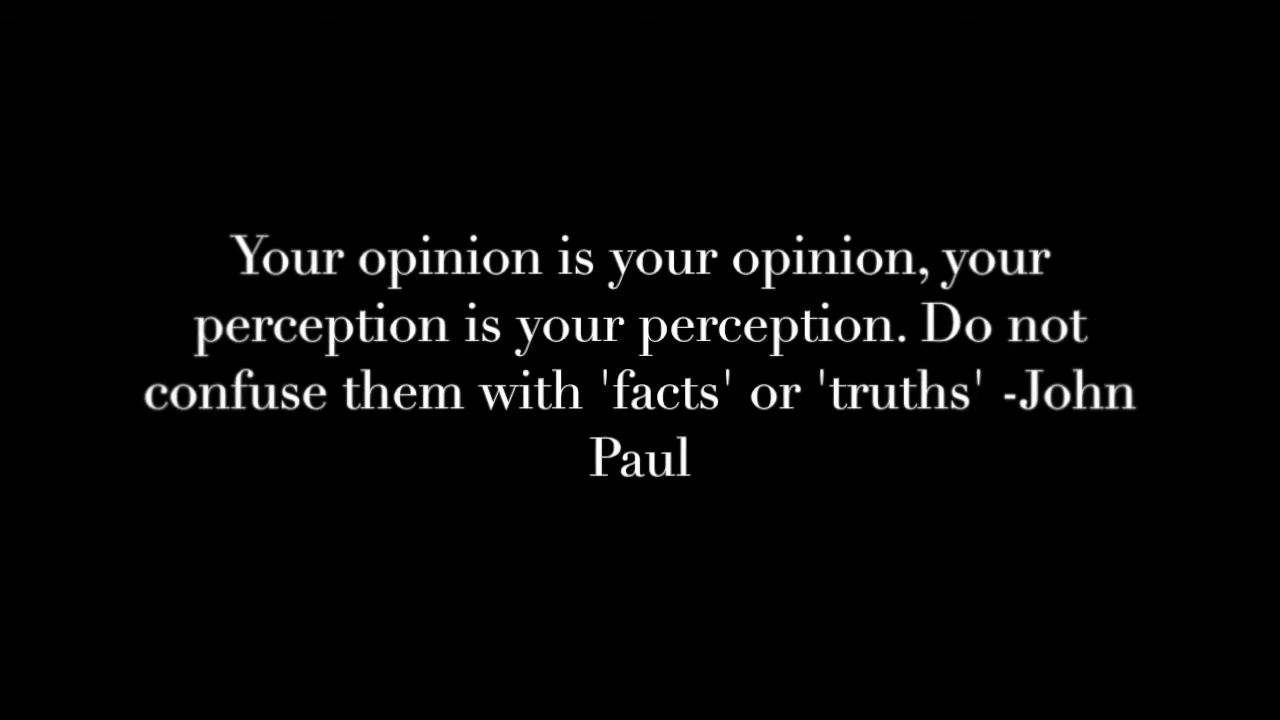 Your opinion is your opinion, your
perception is your perception. Do not
confuse them with 'facts' or 'truths' -John
Paul